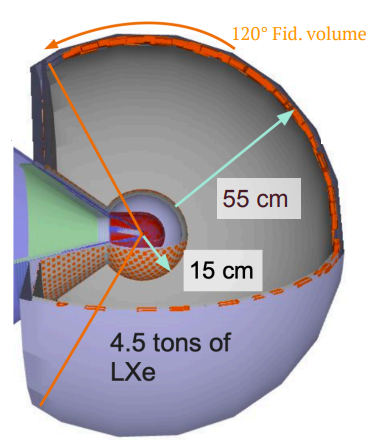 120° Fid. volume
55 cm
15 cm
4.5 tons of
LXe